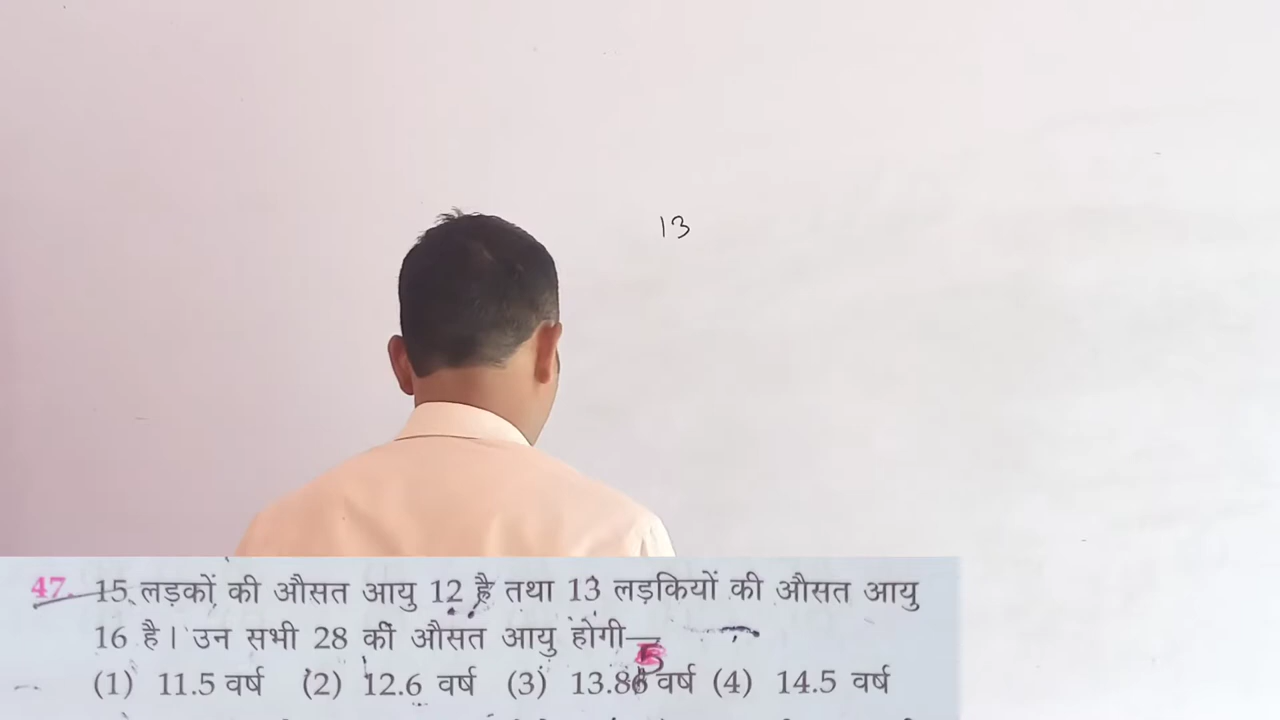 13
47. 15 लड़कों की औसत आयु 12 है तथा 13 लड़कियों की औसत आयु
16 है। उन सभी 28 की औसत आयु होगी—
(1) 11.5 वर्ष (2) 12.6 वर्ष (3) 13.86 वर्ष (4) 14.5 वर्ष